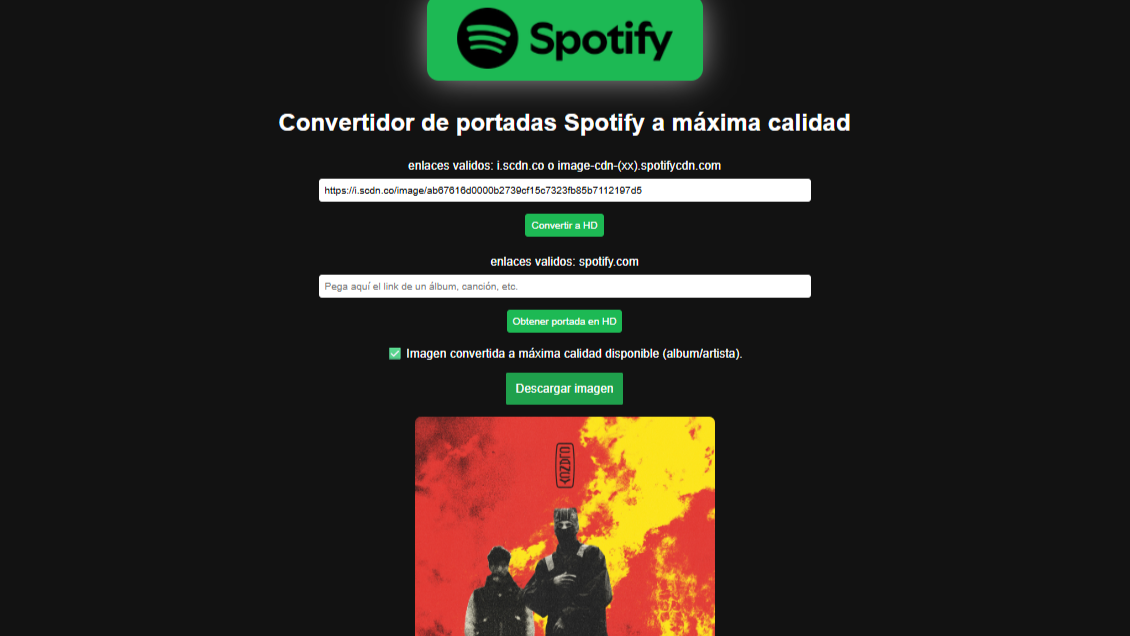 Spotify
Convertidor de portadas Spotify a máxima calidad
enlaces validos: i.scdn.co o image-cdn-(xx).spotifycdn.com
https://i.scdn.co/image/ab67616d0000b2739cf15c7323fb85b7112197d5
Convertir a HD
enlaces validos: spotify.com
Pega aquí el link de un álbum, canción, etc.
Obtener portada en HD
Imagen convertida a máxima calidad disponible (album/artista).
Descargar imagen